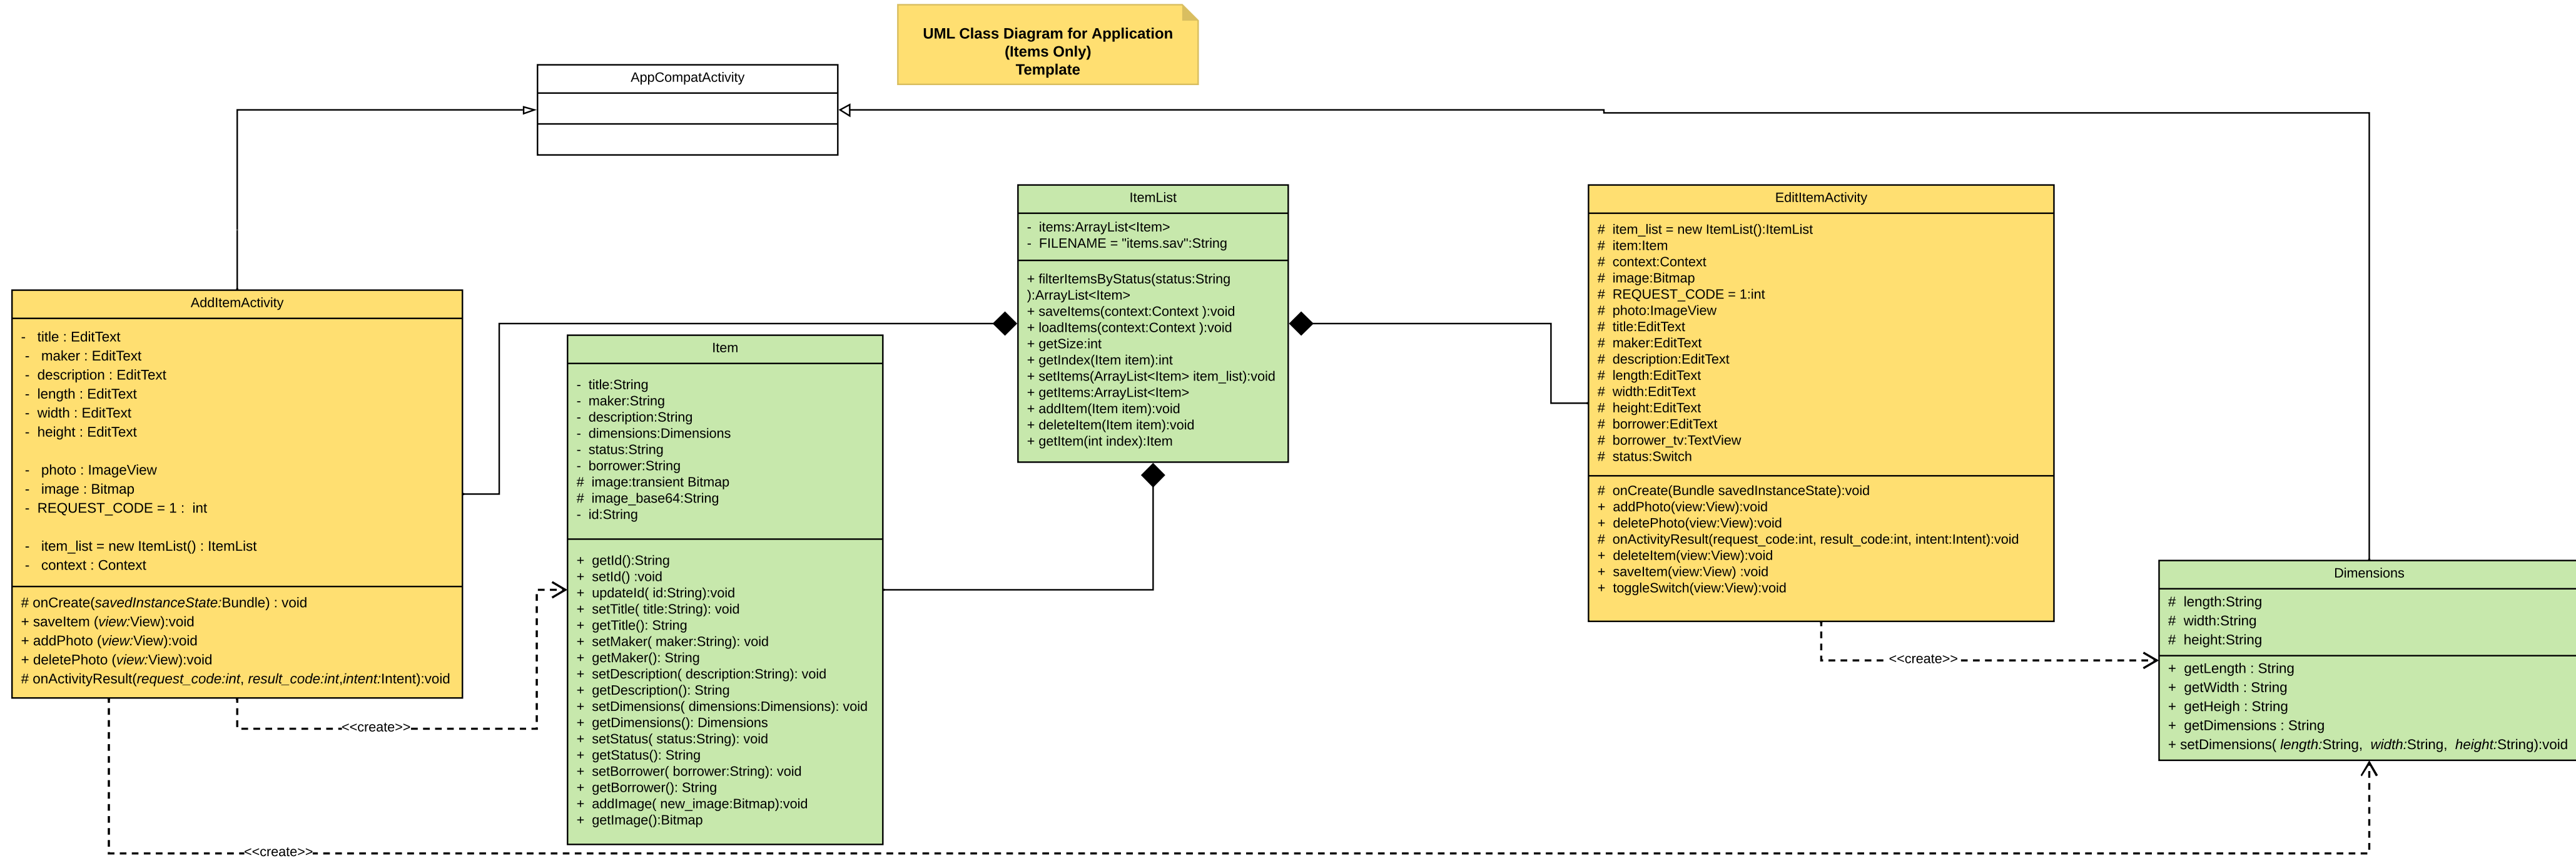 UML Class Diagram for Application
(Items Only)
Template
AppCompatActivity
AddItemActivity
- title : EditText
- maker : EditText
- description : EditText
- length : EditText
- width : EditText
- height : EditText
- photo : ImageView
- image : Bitmap
- REQUEST_CODE = 1 : int
- item_list = new ItemList() : ItemList
- context : Context
# onCreate(savedInstanceState:Bundle) : void
+ saveItem (view:View):void
+ addPhoto (view:View):void
+ deletePhoto (view:View):void
# onActivityResult(request_code:int, result_code:int,intent:Intent):void
<<create>>
<<create>>
Item
- title:String
- maker:String
- description:String
- dimensions:Dimensions
- status:String
- borrower:String
# image:transient Bitmap
# image_base64:String
- id:String
+ getId():String
+ setId() :void
+ updateId( id:String):void
+ setTitle( title:String): void
+ getTitle(): String
+ setMaker( maker:String): void
+ getMaker(): String
+ setDescription( description:String): void
+ getDescription(): String
+ setDimensions( dimensions:Dimensions): void
+ getDimensions(): Dimensions
+ setStatus( status:String): void
+ getStatus(): String
+ setBorrower( borrower:String): void
+ getBorrower(): String
+ addImage( new_image:Bitmap):void
+ getImage():Bitmap
ItemList
- items:ArrayList<Item>
- FILENAME = "items.sav":String
+ filterItemsByStatus(status:String
):ArrayList<Item>
+ saveItems(context:Context ):void
+ loadItems(context:Context ):void
+ getSize:int
+ getIndex(Item item):int
+ setItems(ArrayList<Item> item_list):void
+ getItems:ArrayList<Item>
+ addItem(Item item):void
+ deleteItem(Item item):void
+ getItem(int index):Item
EditItemActivity
# item_list = new ItemList():ItemList
# item:Item
# context:Context
# image:Bitmap
# REQUEST_CODE = 1:int
# photo:ImageView
# title:EditText
# maker:EditText
# description:EditText
# length:EditText
# width:EditText
# height:EditText
# borrower:EditText
# borrower_tv:TextView
# status:Switch
# onCreate(Bundle savedInstanceState):void
+ addPhoto(view:View):void
+ deletePhoto(view:View):void
# onActivityResult(request_code:int, result_code:int, intent:Intent):void
+ deleteItem(view:View):void
+ saveItem(view:View) :void
+ toggleSwitch(view:View):void
<<create>>
Dimensions
# length:String
# width:String
# height:String
+ getLength : String
+ getWidth : String
+ getHeigh : String
+ getDimensions : String
+ setDimensions( length:String, width:String, height:String):void